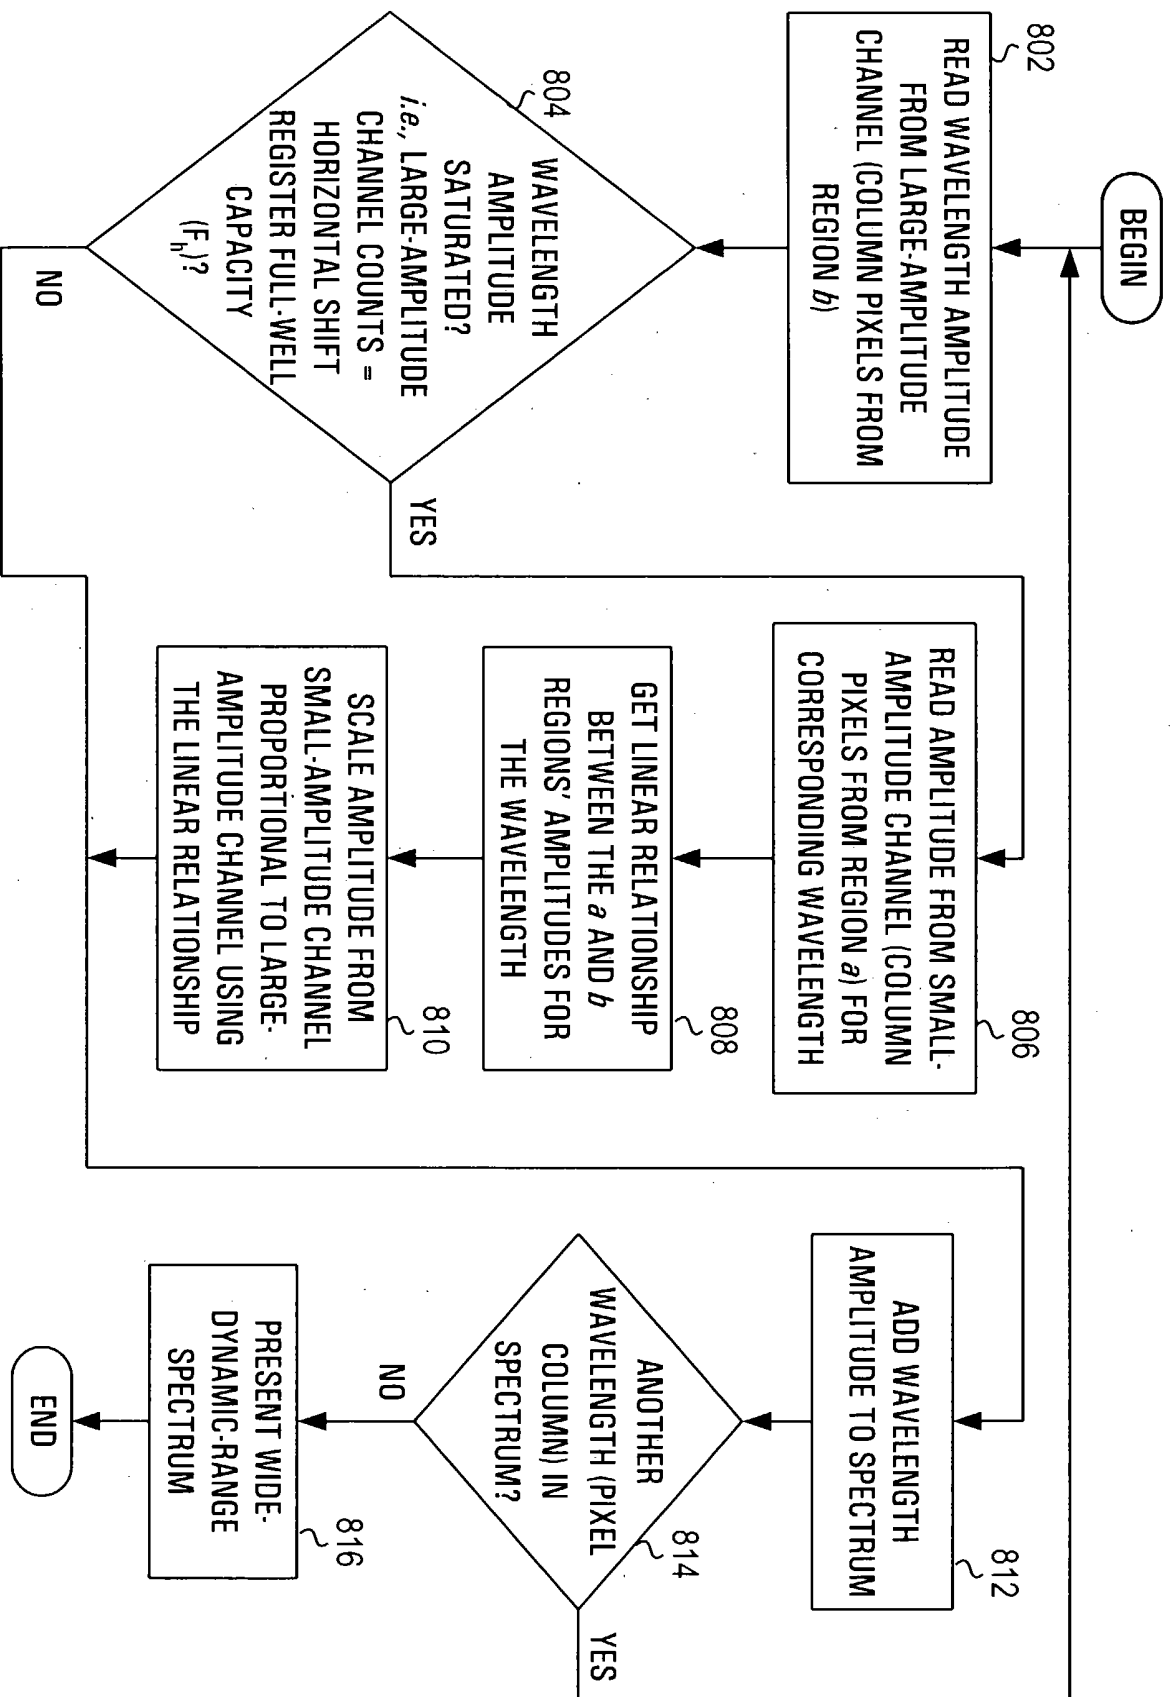 BEGIN
802
READ WAVELENGTH AMPLITUDE
FROM LARGE-AMPLITUDE
CHANNEL (COLUMN PIXELS FROM
REGION b)
804
WAVELENGTH
AMPLITUDE
SATURATED?
i.e., LARGE-AMPLITUDE
CHANNEL COUNTS =
HORIZONTAL SHIFT
REGISTER FULL-WELL
CAPACITY
(Fh)?
YES
NO
806
READ AMPLITUDE FROM SMALL-
AMPLITUDE CHANNEL (COLUMN
PIXELS FROM REGION a) FOR
CORRESPONDING WAVELENGTH
808
GET LINEAR RELATIONSHIP
BETWEEN THE a AND b
REGIONS' AMPLITUDES FOR
THE WAVELENGTH
810
SCALE AMPLITUDE FROM
SMALL-AMPLITUDE CHANNEL
PROPORTIONAL TO LARGE-
AMPLITUDE CHANNEL USING
THE LINEAR RELATIONSHIP
812
ADD WAVELENGTH
AMPLITUDE TO SPECTRUM
814
ANOTHER
WAVELENGTH (PIXEL
COLUMN) IN
SPECTRUM?
YES
NO
816
PRESENT WIDE-
DYNAMIC-RANGE
SPECTRUM
END